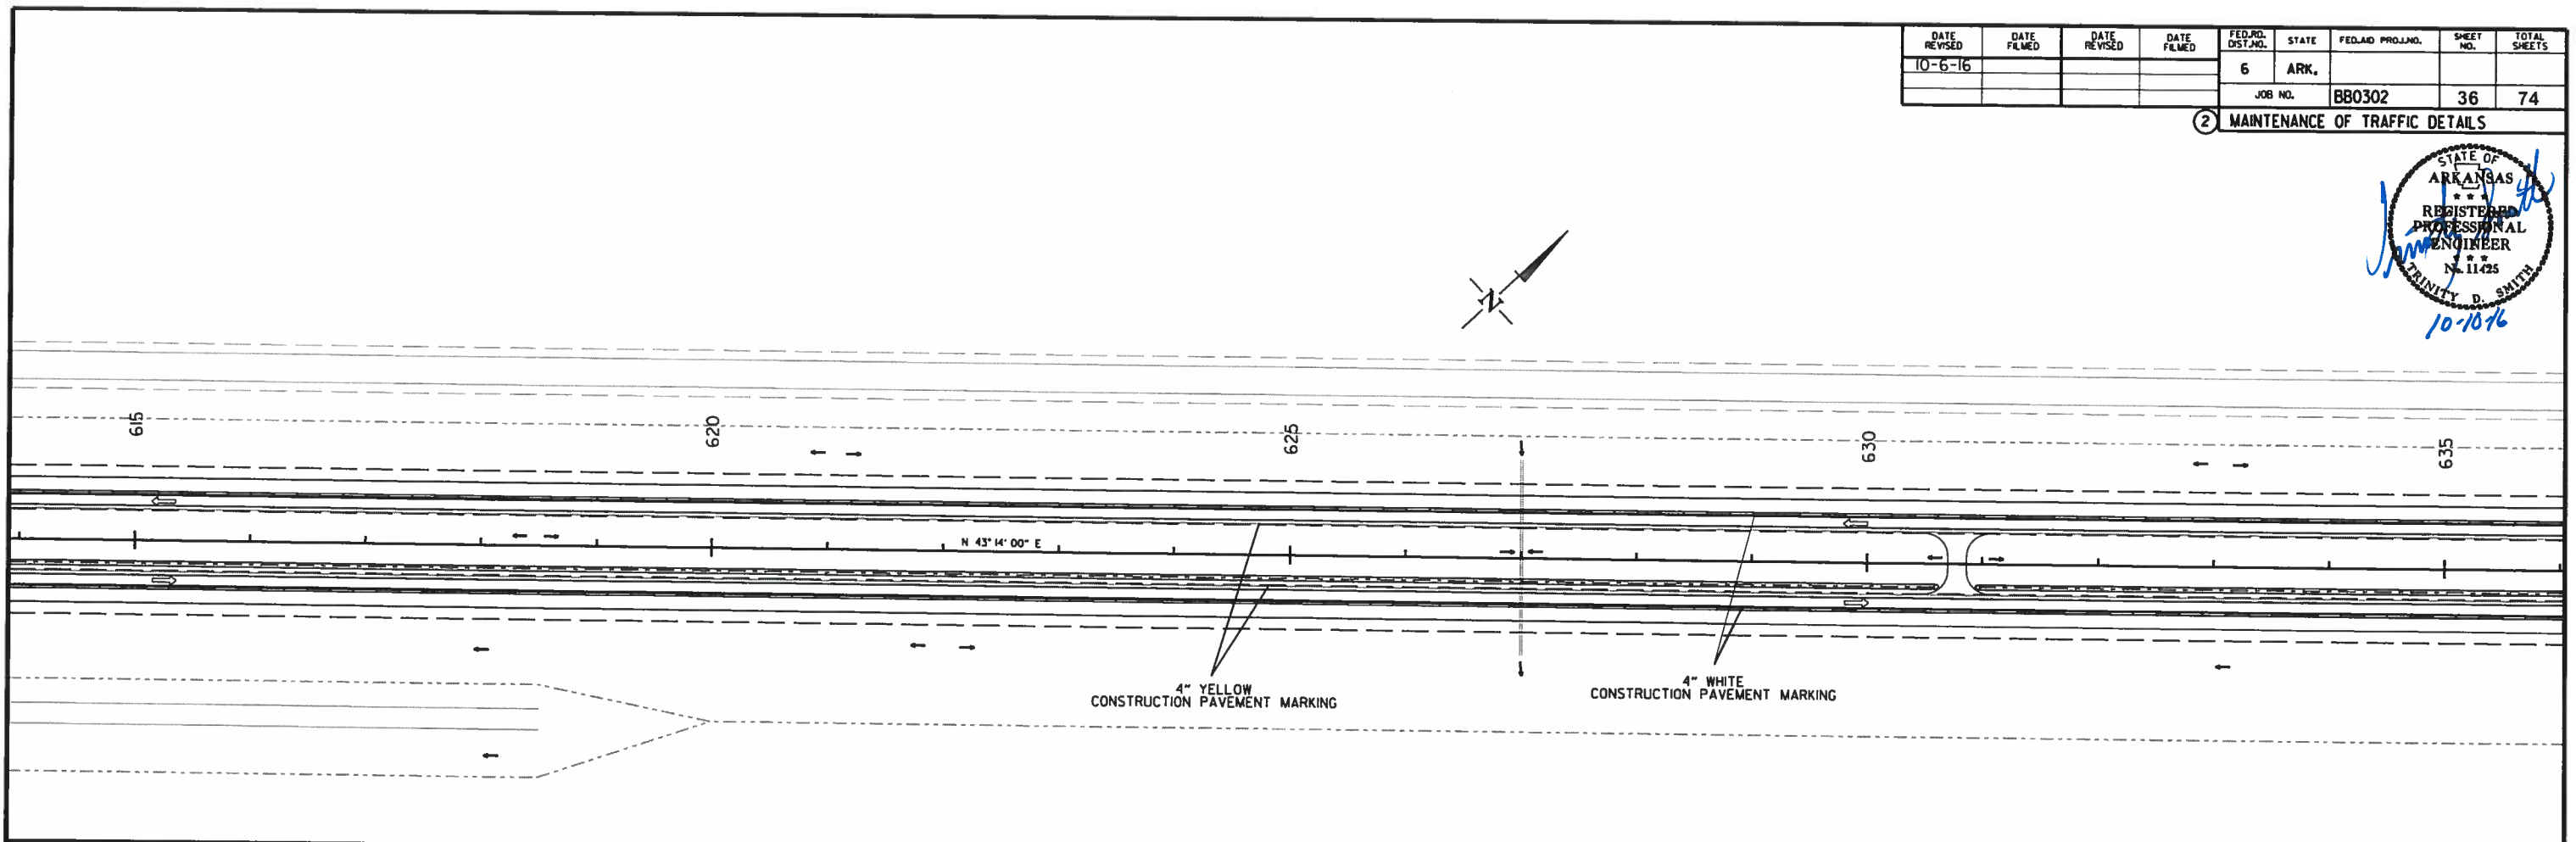 DATE REVISED
DATE FILMED
DATE REVISED
DATE FILMED
FED.RD. DIST.NO.
STATE
FED.AID PROJ.NO.
SHEET NO.
TOTAL SHEETS
10-6-16
6
ARK.
JOB NO.
BB0302
36
74
2 MAINTENANCE OF TRAFFIC DETAILS
STATE OF
ARKANSAS
* * *
REGISTERED
PROFESSIONAL
ENGINEER
* * *
No. 11425
TRINITY D. SMITH
10-10-16
N
615
620
625
630
635
N 43° 14' 00" E
4" YELLOW
CONSTRUCTION PAVEMENT MARKING
4" WHITE
CONSTRUCTION PAVEMENT MARKING